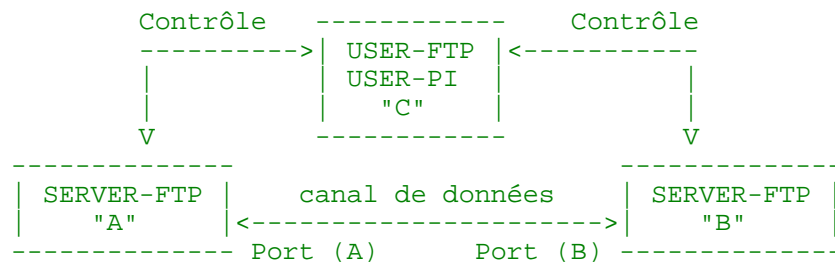 Contrôle Contrôle
USER-FTP
USER-PI
"C"
SERVER-FTP canal de données SERVER-FTP
"A" "B"
Port (A) Port (B)